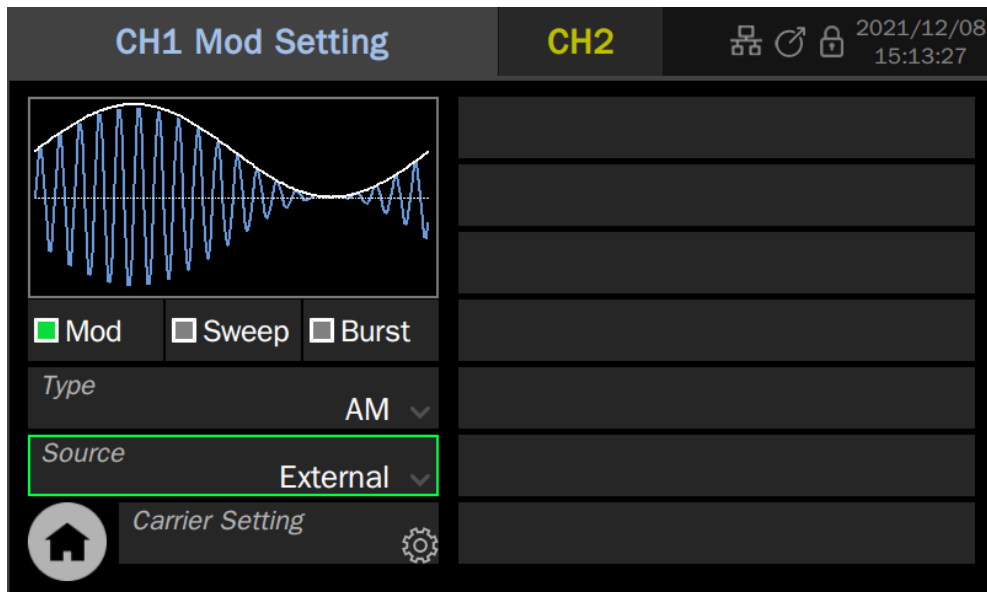 CH1 Mod Setting
CH2
2021/12/08
15:13:27
Mod
Sweep
Burst
Type
AM
Source
External
Carrier Setting